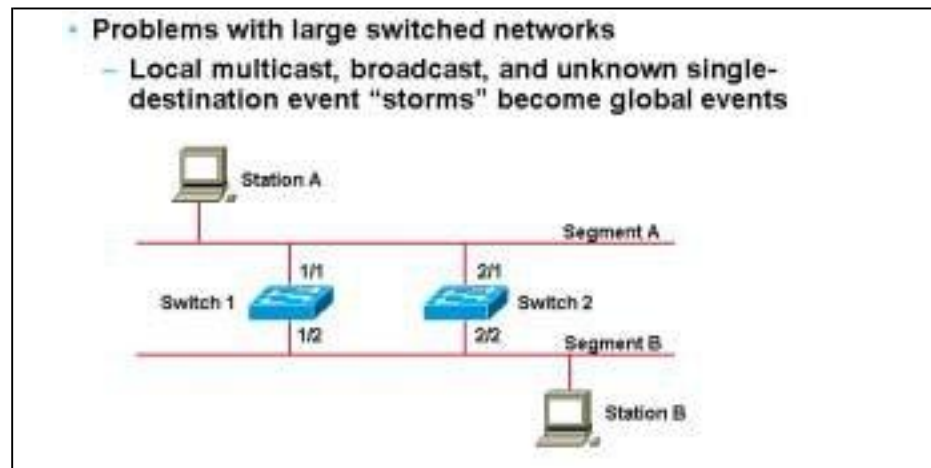 • Problems with large switched networks
– Local multicast, broadcast, and unknown single-
destination event “storms” become global events
Station A
Segment A
1/1
2/1
Switch 1
Switch 2
1/2
2/2
Segment B
Station B